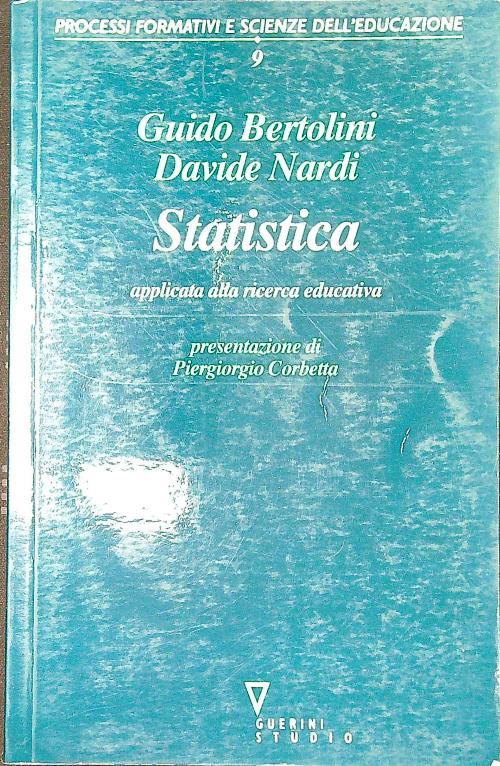 PROCESSI FORMATIVI E SCIENZE DELL'EDUCAZIONE
9
Guido Bertolini
Davide Nardi
Statistica
applicata alla ricerca educativa
presentazione di
Piergiorgio Corbetta
GUERINI
STUDIO